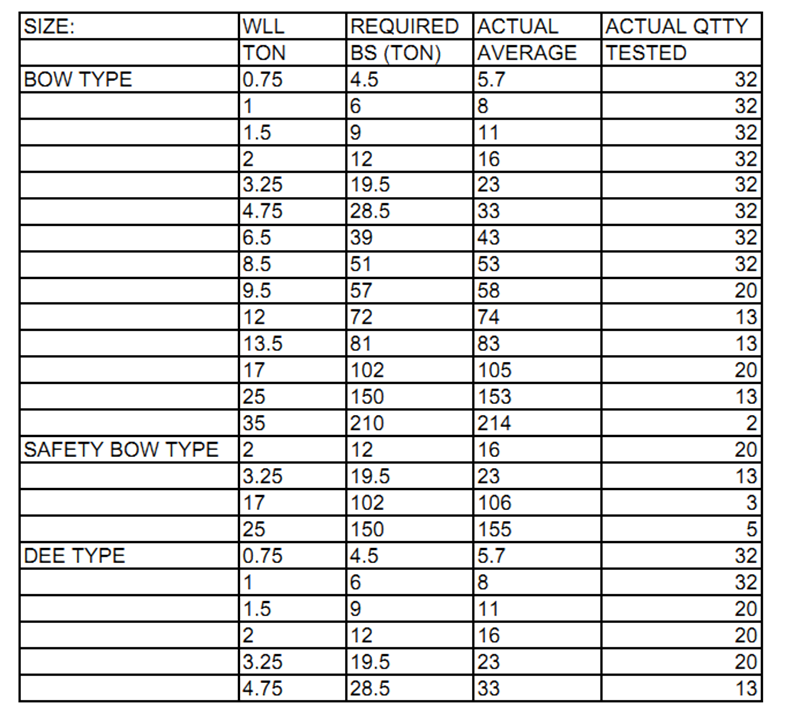 SIZE: WLL REQUIRED ACTUAL ACTUAL QTTY
TON BS (TON) AVERAGE TESTED
BOW TYPE 0.75 4.5 5.7 32
1 6 8 32
1.5 9 11 32
2 12 16 32
3.25 19.5 23 32
4.75 28.5 33 32
6.5 39 43 32
8.5 51 53 32
9.5 57 58 20
12 72 74 13
13.5 81 83 13
17 102 105 20
25 150 153 13
35 210 214 2
SAFETY BOW TYPE 2 12 16 20
3.25 19.5 23 13
17 102 106 3
25 150 155 5
DEE TYPE 0.75 4.5 5.7 32
1 6 8 32
1.5 9 11 20
2 12 16 20
3.25 19.5 23 20
4.75 28.5 33 13